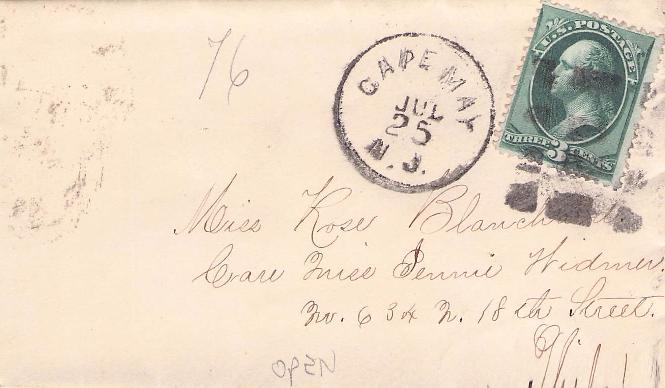 76
CAPE MAY
JUL
25
N.J.
U.S. POSTAGE
THREE 3 CENTS
Miss Rose
Care Miss Jennie Widmer
No. 634 N. 18th Street.
OPEN